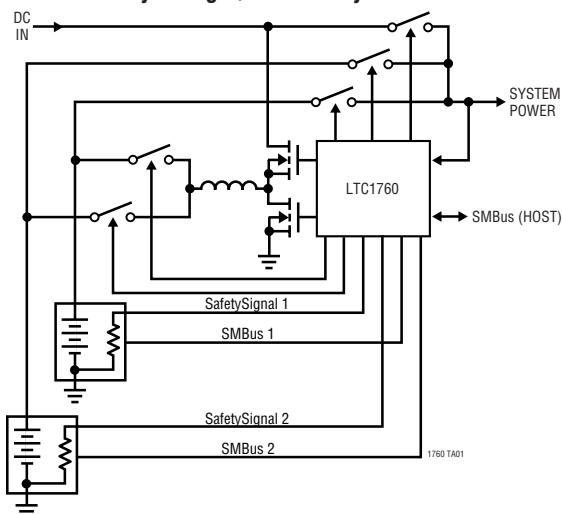 DC
IN
SYSTEM
POWER
LTC1760
SMBus (HOST)
SafetySignal 1
SMBus 1
SafetySignal 2
SMBus 2
1760 TA01